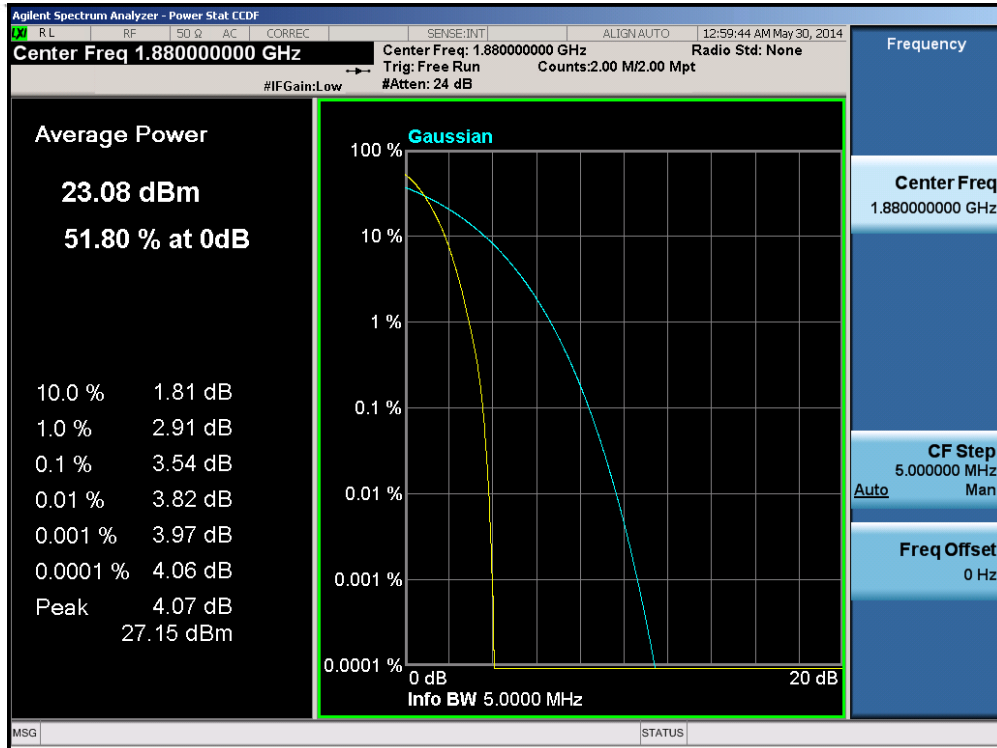 Agilent Spectrum Analyzer - Power Stat CCDF
LXI RL RF 50 Ω AC CORREC SENSE:INT ALIGN AUTO 12:59:44 AM May 30, 2014
Center Freq 1.880000000 GHz
#IFGain:Low
Center Freq: 1.880000000 GHz Radio Std: None
Trig: Free Run Counts:2.00 M/2.00 Mpt
#Atten: 24 dB
Average Power
23.08 dBm
51.80 % at 0dB
10.0 % 1.81 dB
1.0 % 2.91 dB
0.1 % 3.54 dB
0.01 % 3.82 dB
0.001 % 3.97 dB
0.0001 % 4.06 dB
Peak 4.07 dB
27.15 dBm
Gaussian
100 %
10 %
1 %
0.1 %
0.01 %
0.001 %
0.0001 %
0 dB 20 dB
Info BW 5.0000 MHz
Frequency
Center Freq
1.880000000 GHz
CF Step
5.000000 MHz
Auto Man
Freq Offset
0 Hz
MSG STATUS